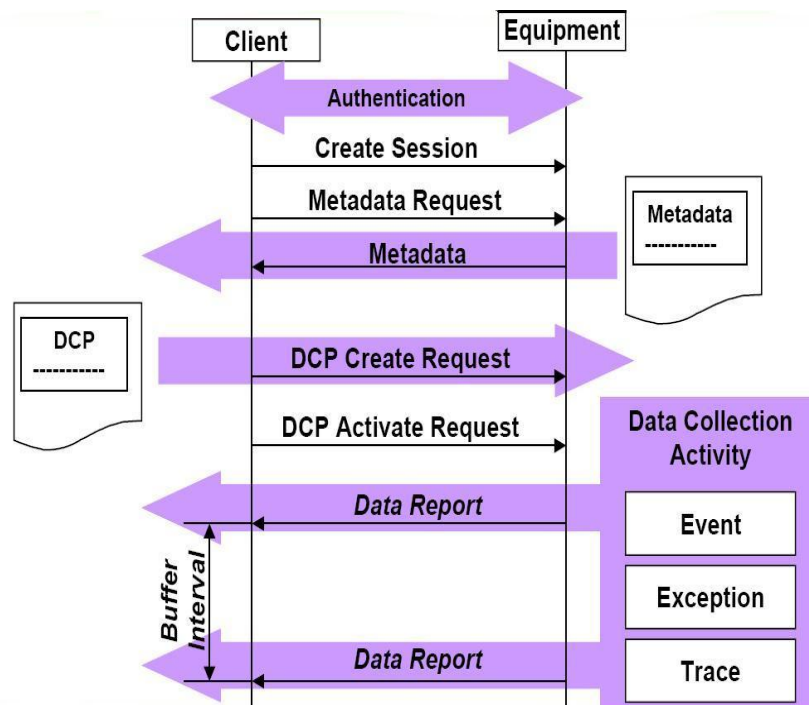 Client
Equipment
Authentication
Create Session
Metadata Request
Metadata
-----------
Metadata
DCP
-----------
DCP Create Request
DCP Activate Request
Data Collection
Activity
Data Report
Event
Buffer
Interval
Exception
Data Report
Trace